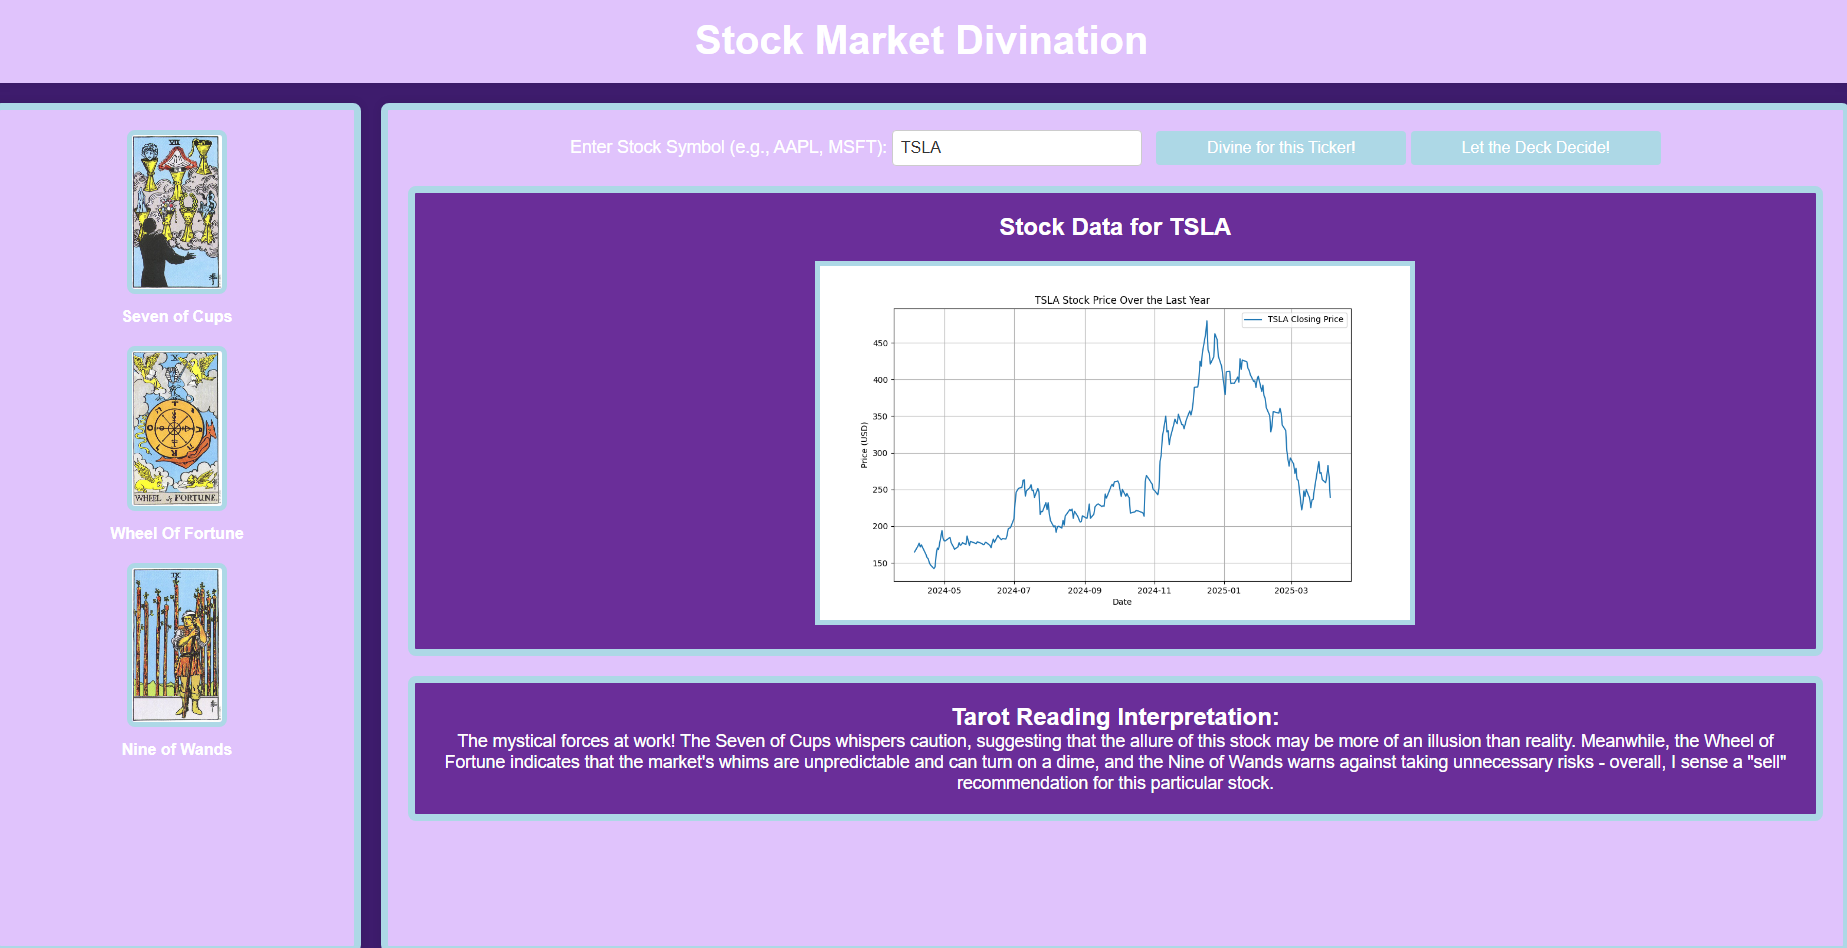 Stock Market Divination
VII
Seven of Cups
X
WHEEL of FORTUNE.
Wheel Of Fortune
IX
Nine of Wands
Enter Stock Symbol (e.g., AAPL, MSFT): TSLA Divine for this Ticker! Let the Deck Decide!
Stock Data for TSLA
TSLA Stock Price Over the Last Year
TSLA Closing Price
450
400
350
300
250
200
150
Price (USD)
2024-05 2024-07 2024-09 2024-11 2025-01 2025-03
Date
Tarot Reading Interpretation:
The mystical forces at work! The Seven of Cups whispers caution, suggesting that the allure of this stock may be more of an illusion than reality. Meanwhile, the Wheel of
Fortune indicates that the market's whims are unpredictable and can turn on a dime, and the Nine of Wands warns against taking unnecessary risks - overall, I sense a "sell"
recommendation for this particular stock.